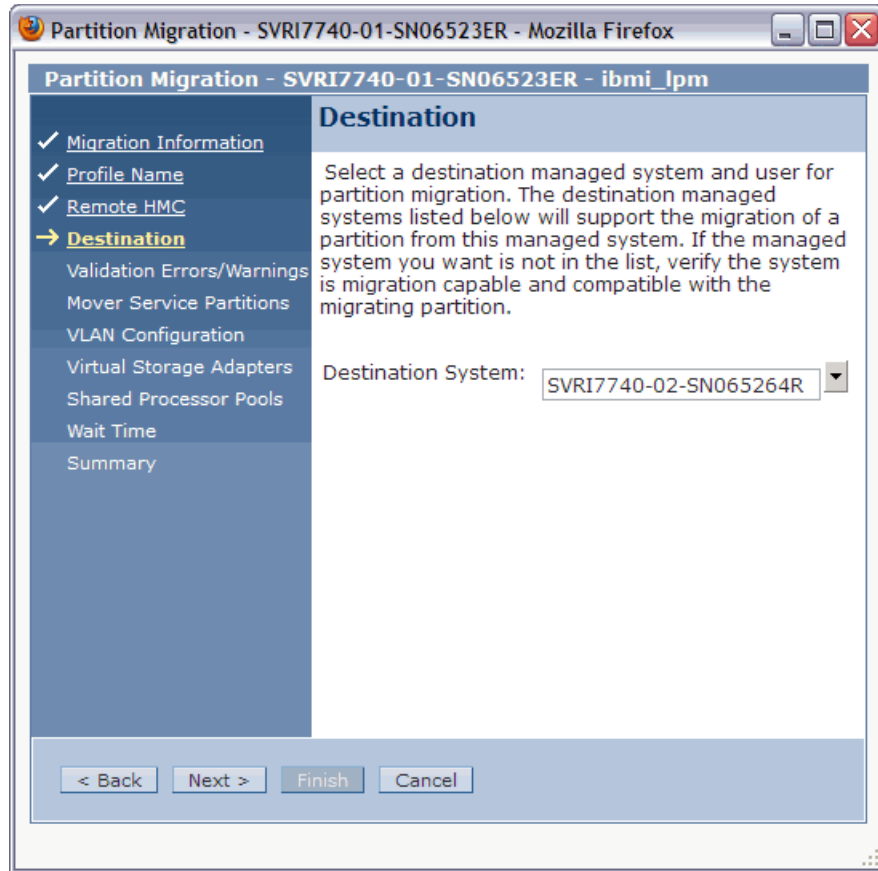 Partition Migration - SVRI7740-01-SN06523ER - Mozilla Firefox
Partition Migration - SVRI7740-01-SN06523ER - ibmi_lpm
Migration Information
Profile Name
Remote HMC
Destination
Validation Errors/Warnings
Mover Service Partitions
VLAN Configuration
Virtual Storage Adapters
Shared Processor Pools
Wait Time
Summary
Destination
Select a destination managed system and user for
partition migration. The destination managed
systems listed below will support the migration of a
partition from this managed system. If the managed
system you want is not in the list, verify the system
is migration capable and compatible with the
migrating partition.
Destination System: SVRI7740-02-SN065264R
< Back Next > Finish Cancel